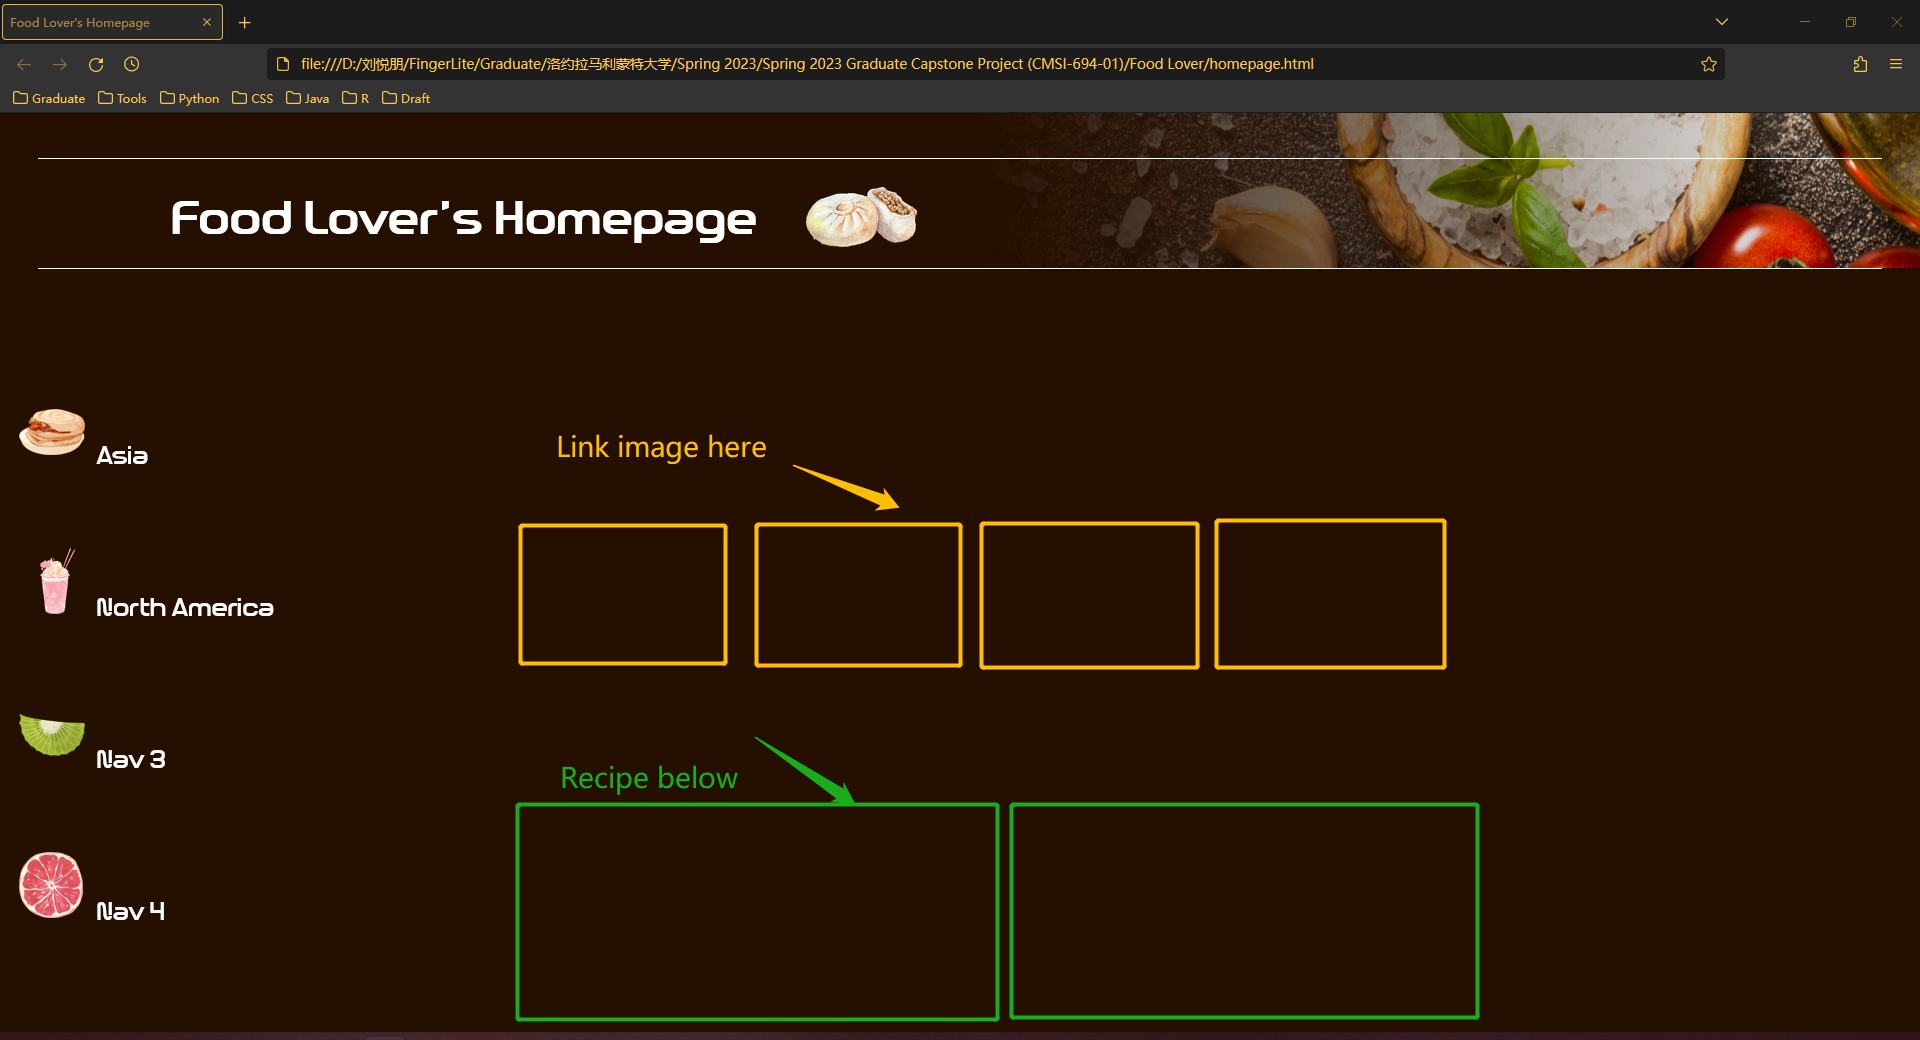 Food Lover's Homepage
file:///D:/刘悦朋/FingerLite/Graduate/洛约拉马利蒙特大学/Spring 2023/Spring 2023 Graduate Capstone Project (CMSI-694-01)/Food Lover/homepage.html
Graduate Tools Python CSS Java R Draft
Food Lover's Homepage
Asia
Link image here
North America
Nav 3
Recipe below
Nav 4